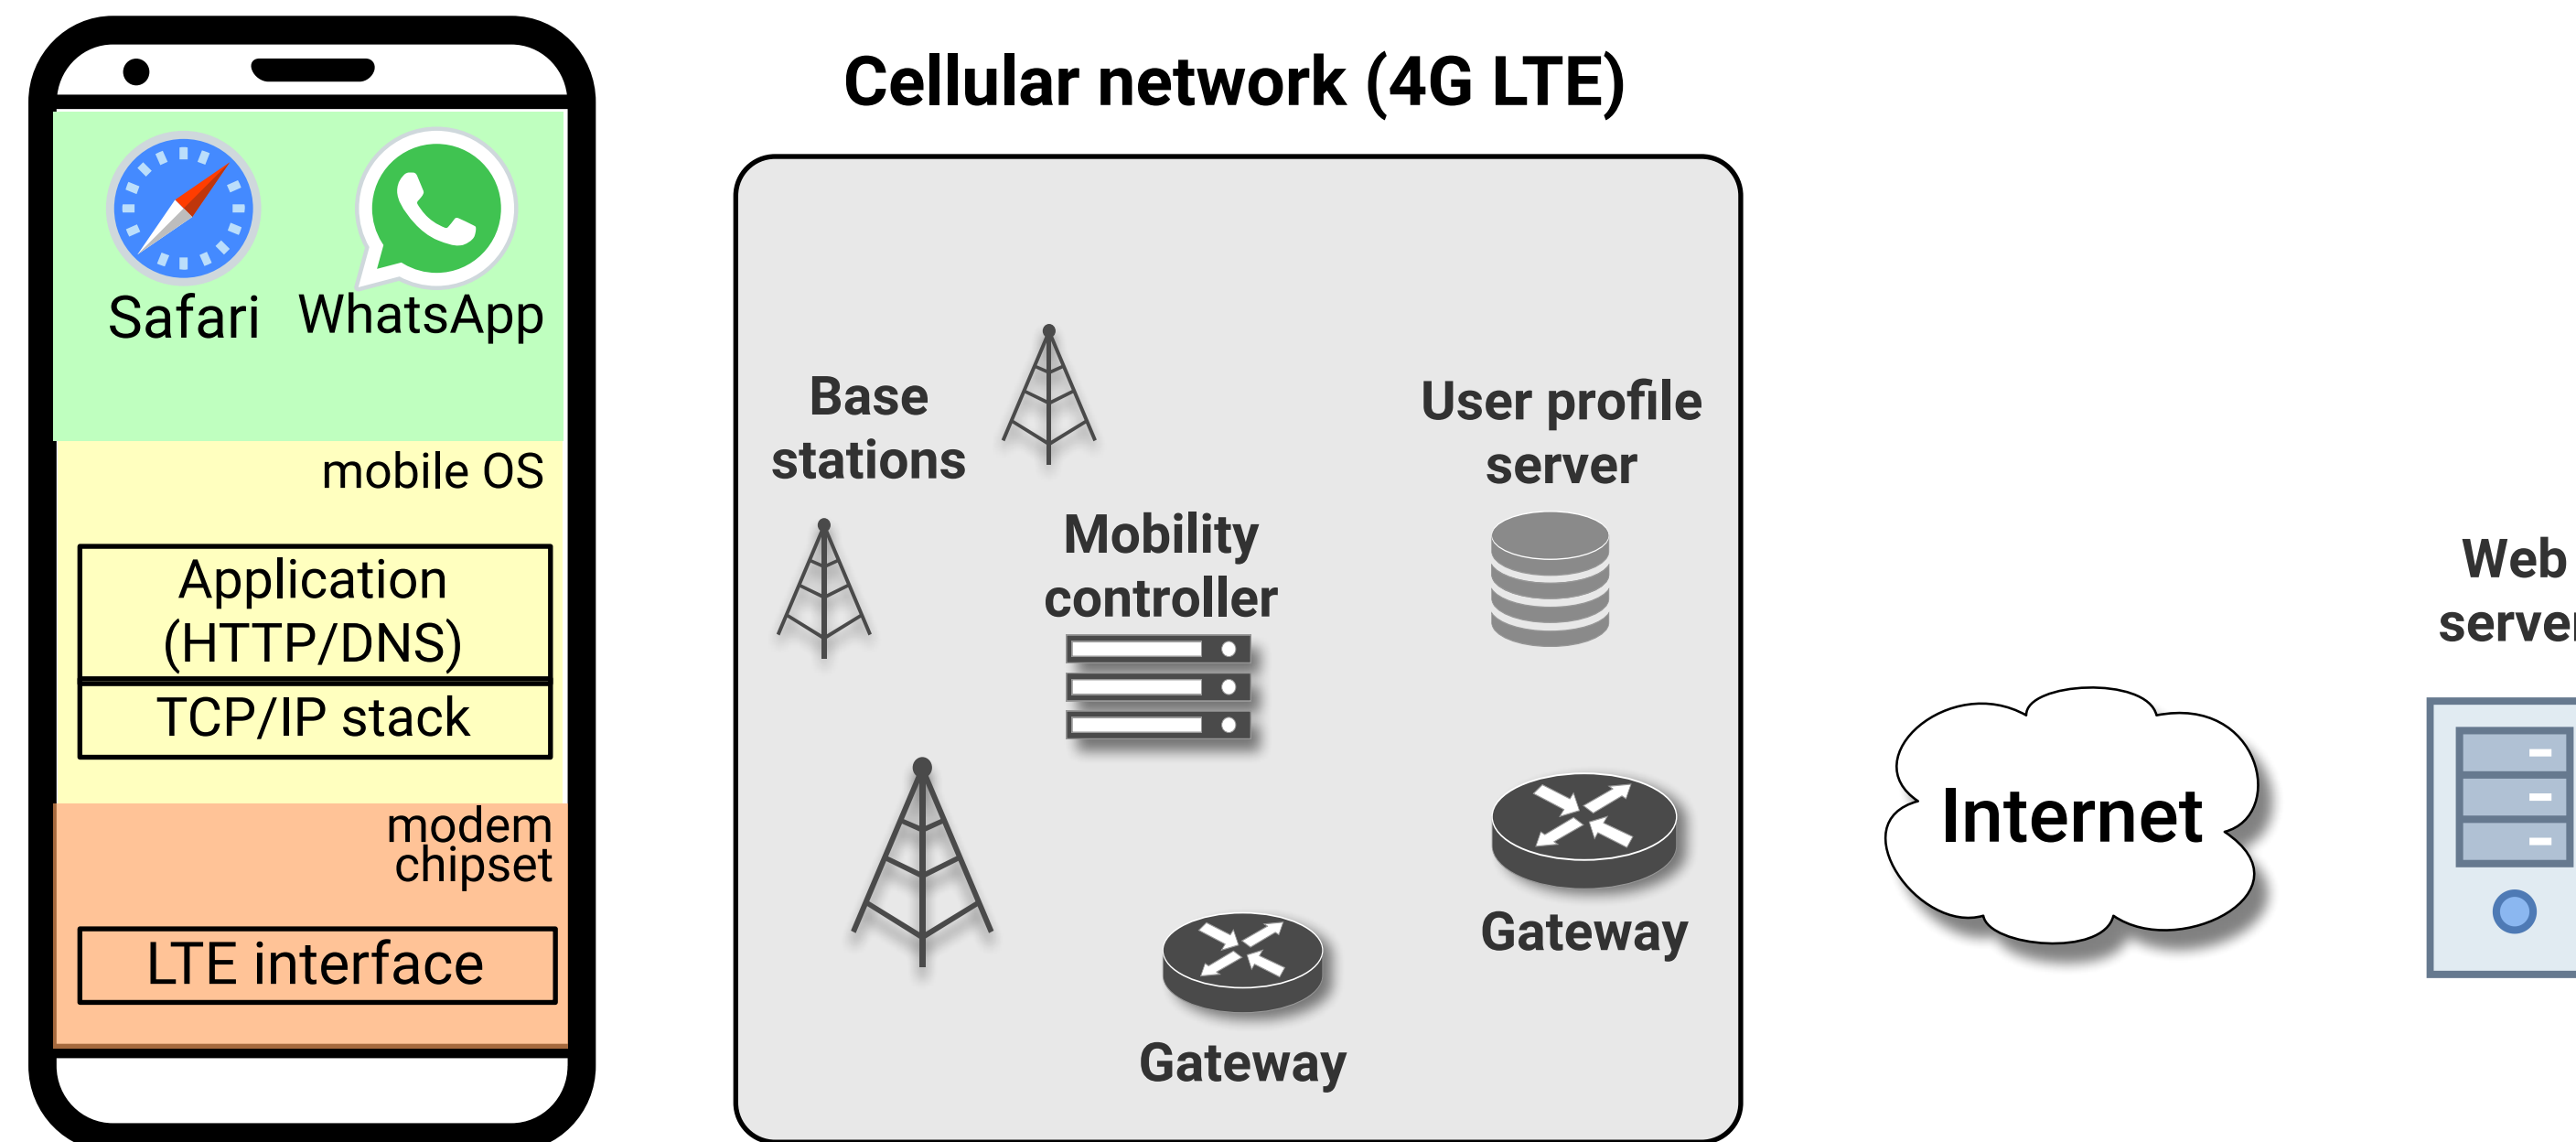 Cellular network (4G LTE)
Safari
WhatsApp
mobile OS
Application
(HTTP/DNS)
TCP/IP stack
modem
chipset
LTE interface
Base
stations
Mobility
controller
User profile
server
Gateway
Gateway
Internet
Web
server